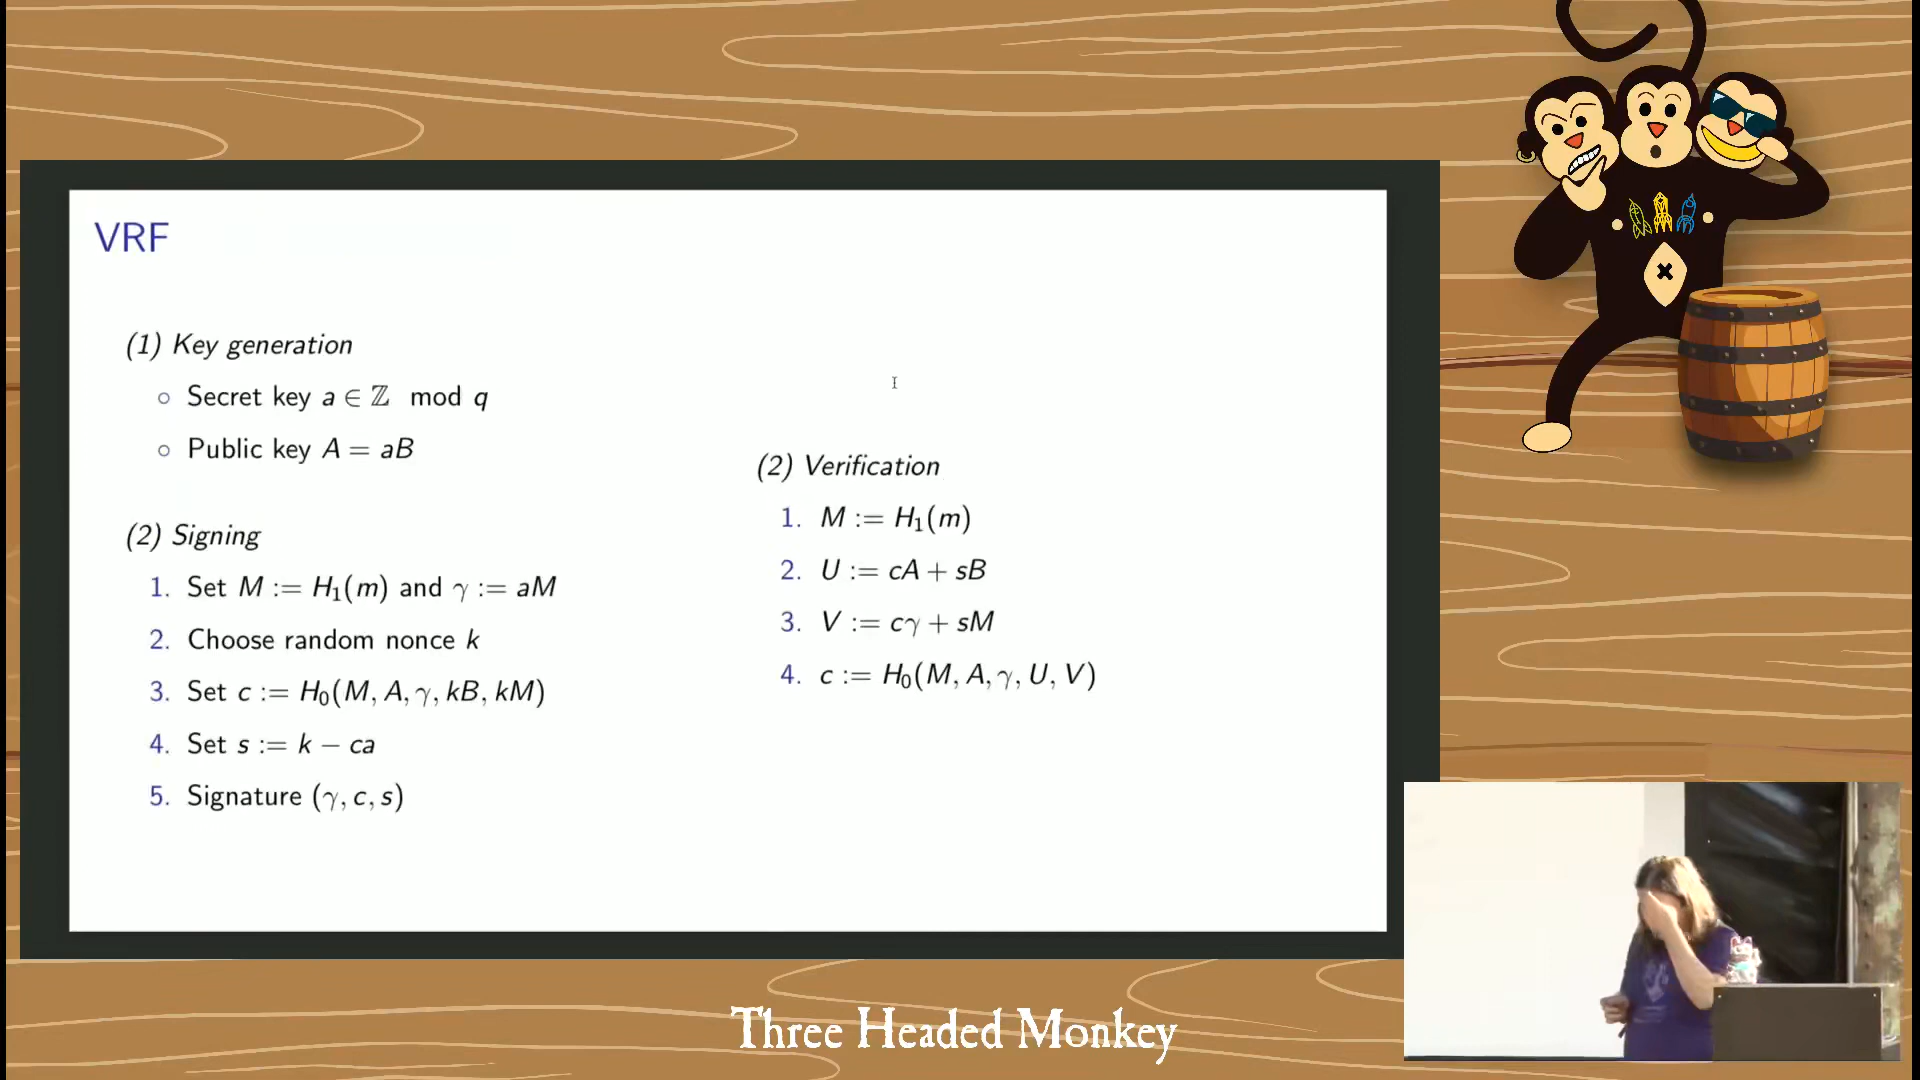 VRF
(1) Key generation
Secret key a ∈ ℤ mod q
Public key A = aB
(2) Signing
1. Set M := H₁(m) and γ := aM
2. Choose random nonce k
3. Set c := H₀(M, A, γ, kB, kM)
4. Set s := k − ca
5. Signature (γ, c, s)
(2) Verification
1. M := H₁(m)
2. U := cA + sB
3. V := cγ + sM
4. c := H₀(M, A, γ, U, V)
Three Headed Monkey